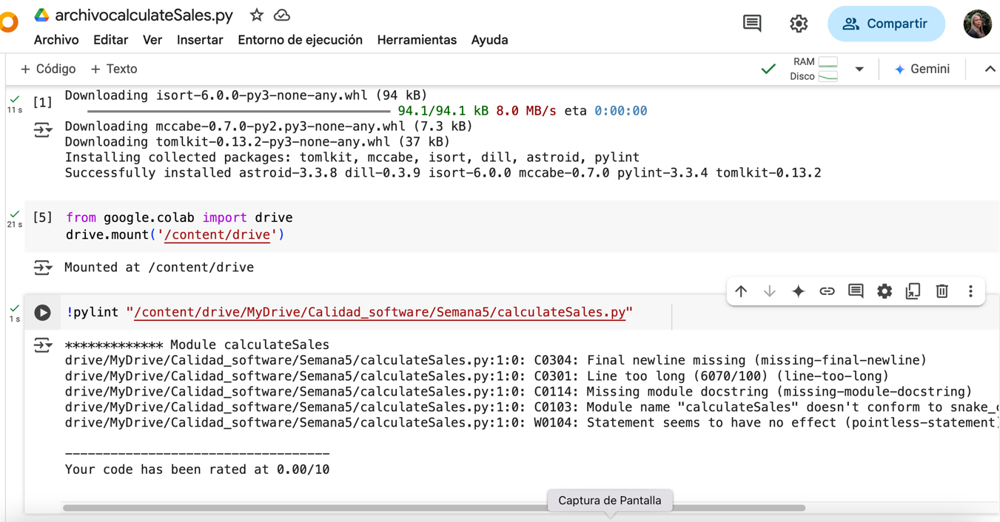 archivocalculateSales.py
Archivo Editar Ver Insertar Entorno de ejecución Herramientas Ayuda
Compartir
+ Código + Texto
RAM
Disco
Gemini
11 s
[1]
Downloading isort-6.0.0-py3-none-any.whl (94 kB)
94.1/94.1 kB 8.0 MB/s eta 0:00:00
Downloading mccabe-0.7.0-py2.py3-none-any.whl (7.3 kB)
Downloading tomlkit-0.13.2-py3-none-any.whl (37 kB)
Installing collected packages: tomlkit, mccabe, isort, dill, astroid, pylint
Successfully installed astroid-3.3.8 dill-0.3.9 isort-6.0.0 mccabe-0.7.0 pylint-3.3.4 tomlkit-0.13.2
21 s
[5]
from google.colab import drive
drive.mount('/content/drive')
Mounted at /content/drive
1 s
!pylint "/content/drive/MyDrive/Calidad_software/Semana5/calculateSales.py"
************* Module calculateSales
drive/MyDrive/Calidad_software/Semana5/calculateSales.py:1:0: C0304: Final newline missing (missing-final-newline)
drive/MyDrive/Calidad_software/Semana5/calculateSales.py:1:0: C0301: Line too long (6070/100) (line-too-long)
drive/MyDrive/Calidad_software/Semana5/calculateSales.py:1:0: C0114: Missing module docstring (missing-module-docstring)
drive/MyDrive/Calidad_software/Semana5/calculateSales.py:1:0: C0103: Module name "calculateSales" doesn't conform to snake_
drive/MyDrive/Calidad_software/Semana5/calculateSales.py:1:0: W0104: Statement seems to have no effect (pointless-statement)
-----------------------------------
Your code has been rated at 0.00/10
Captura de Pantalla